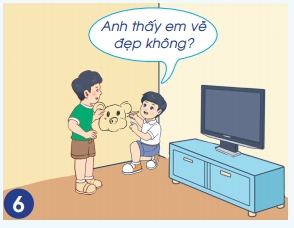 Anh thấy em vẽ
đẹp không?
6